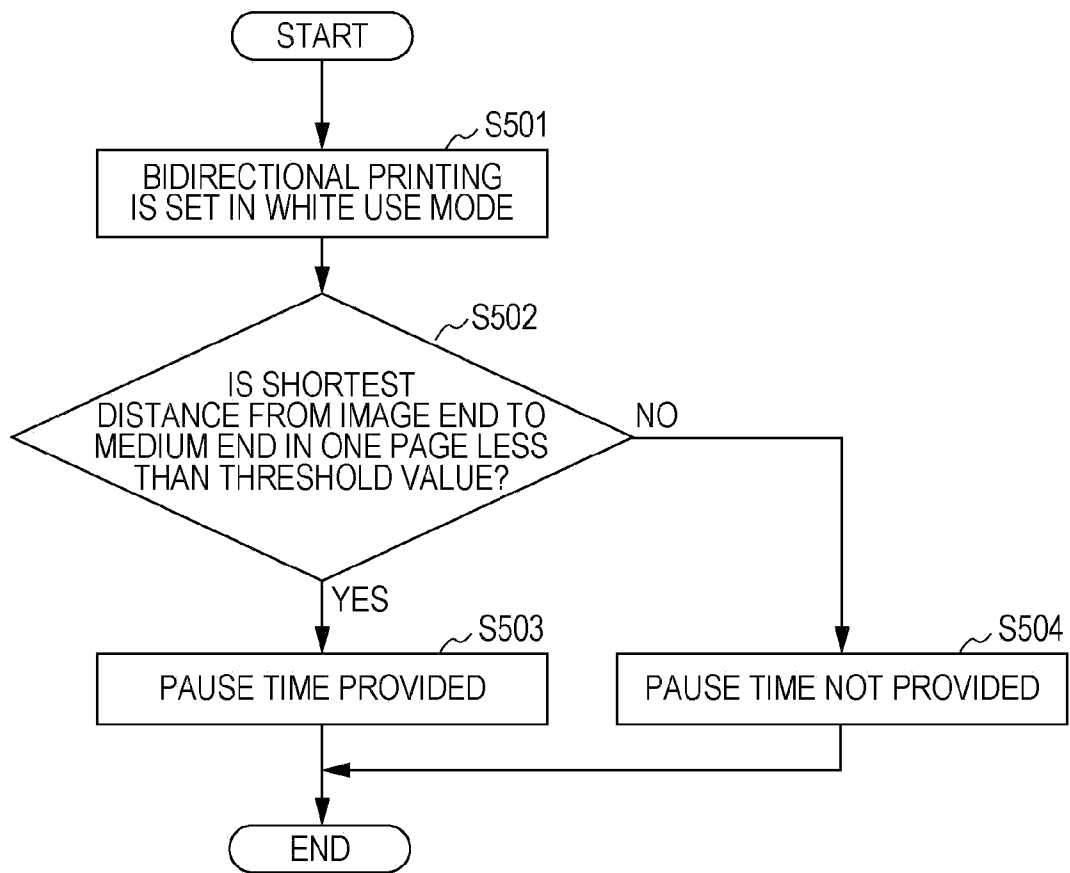 START
S501
BIDIRECTIONAL PRINTING
IS SET IN WHITE USE MODE
S502
IS SHORTEST
DISTANCE FROM IMAGE END TO
MEDIUM END IN ONE PAGE LESS
THAN THRESHOLD VALUE?
NO
YES
S503
PAUSE TIME PROVIDED
S504
PAUSE TIME NOT PROVIDED
END